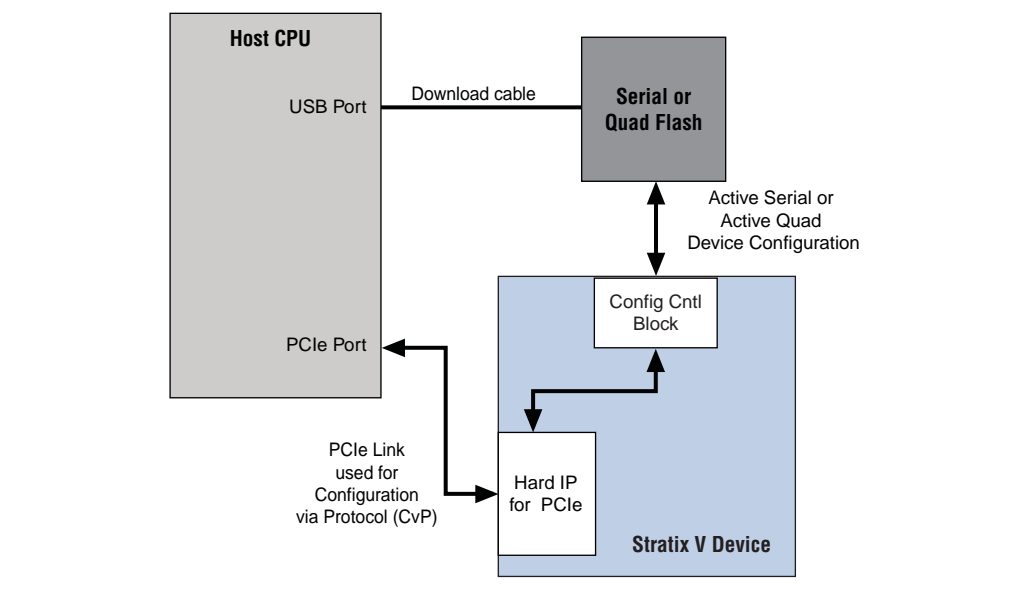 Host CPU
USB Port
Download cable
Serial or
Quad Flash
Active Serial or
Active Quad
Device Configuration
Config Cntl
Block
PCIe Port
PCIe Link
used for
Configuration
via Protocol (CvP)
Hard IP
for PCIe
Stratix V Device